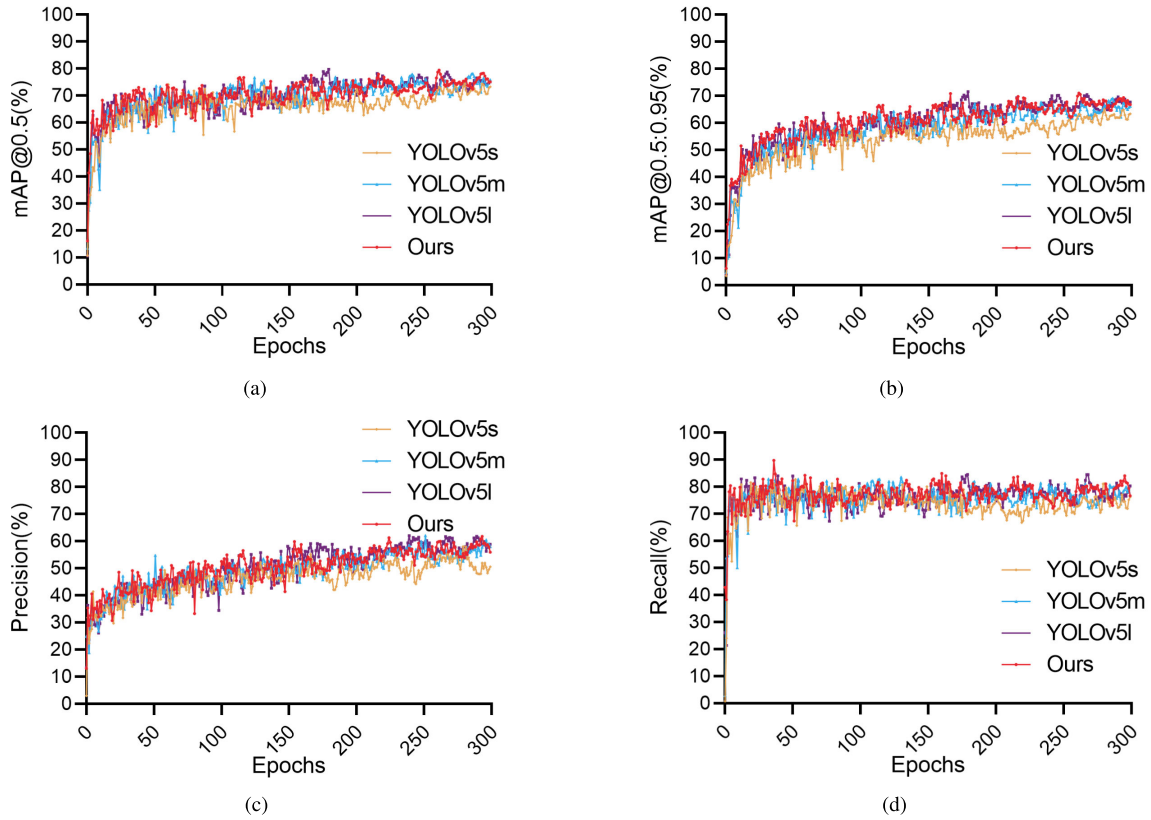 100
90
80
70
60
50
40
30
20
10
0
mAP@0.5(%)
YOLOv5s
YOLOv5m
YOLOv5l
Ours
0
50
100
150
200
250
300
Epochs
(a)
100
90
80
70
60
50
40
30
20
10
0
mAP@0.5:0.95(%)
YOLOv5s
YOLOv5m
YOLOv5l
Ours
0
50
100
150
200
250
300
Epochs
(b)
100
90
80
70
60
50
40
30
20
10
0
Precision(%)
YOLOv5s
YOLOv5m
YOLOv5l
Ours
0
50
100
150
200
250
300
Epochs
(c)
100
90
80
70
60
50
40
30
20
10
0
Recall(%)
YOLOv5s
YOLOv5m
YOLOv5l
Ours
0
50
100
150
200
250
300
Epochs
(d)